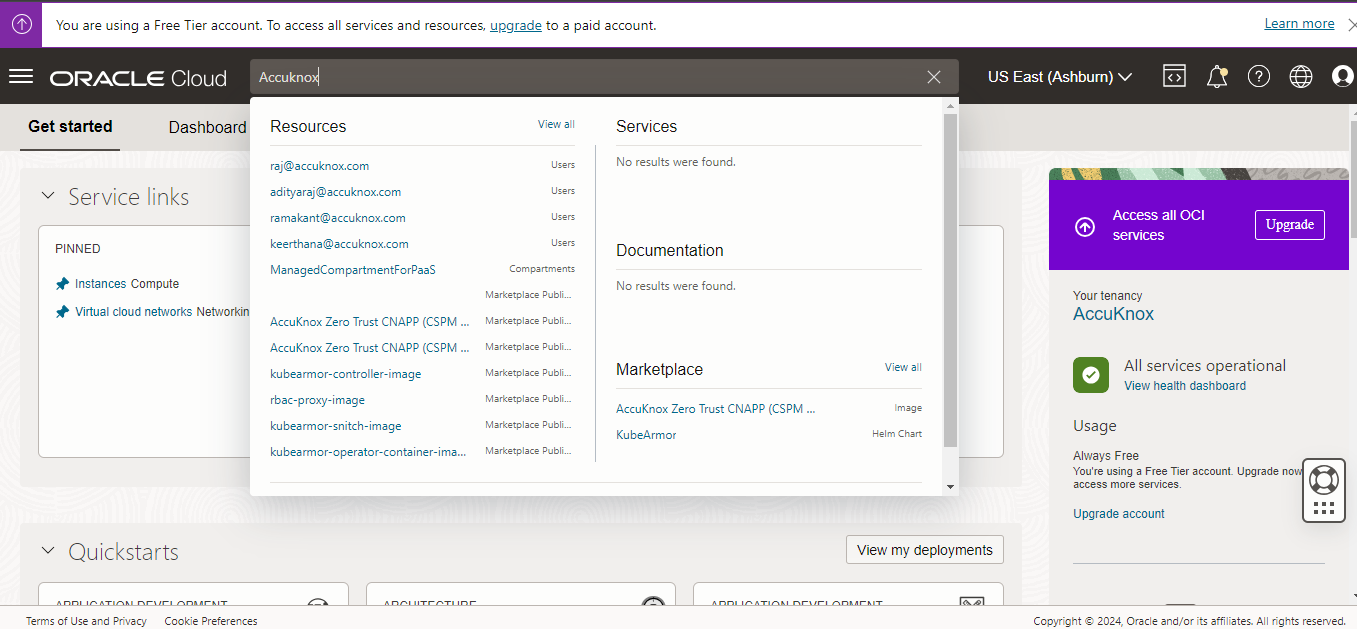 You are using a Free Tier account. To access all services and resources, upgrade to a paid account.
Learn more
ORACLE Cloud
Accuknox
US East (Ashburn)
Get started
Dashboard
Resources
View all
raj@accuknox.com Users
adityaraj@accuknox.com Users
ramakant@accuknox.com Users
keerthana@accuknox.com Users
ManagedCompartmentForPaaS Compartments
Marketplace Publi...
AccuKnox Zero Trust CNAPP (CSPM ... Marketplace Publi...
AccuKnox Zero Trust CNAPP (CSPM ... Marketplace Publi...
kubearmor-controller-image Marketplace Publi...
rbac-proxy-image Marketplace Publi...
kubearmor-snitch-image Marketplace Publi...
kubearmor-operator-container-ima... Marketplace Publi...
Services
No results were found.
Documentation
No results were found.
Marketplace
View all
AccuKnox Zero Trust CNAPP (CSPM ... Image
KubeArmor Helm Chart
Service links
PINNED
Instances Compute
Virtual cloud networks Networkin
Access all OCI
services
Upgrade
Your tenancy
AccuKnox
All services operational
View health dashboard
Usage
Always Free
You're using a Free Tier account. Upgrade now
access more services.
Upgrade account
Quickstarts
View my deployments
APPLICATION DEVELOPMENT
ARCHITECTURE
APPLICATION DEVELOPMENT
Terms of Use and Privacy
Cookie Preferences
Copyright © 2024, Oracle and/or its affiliates. All rights reserved.